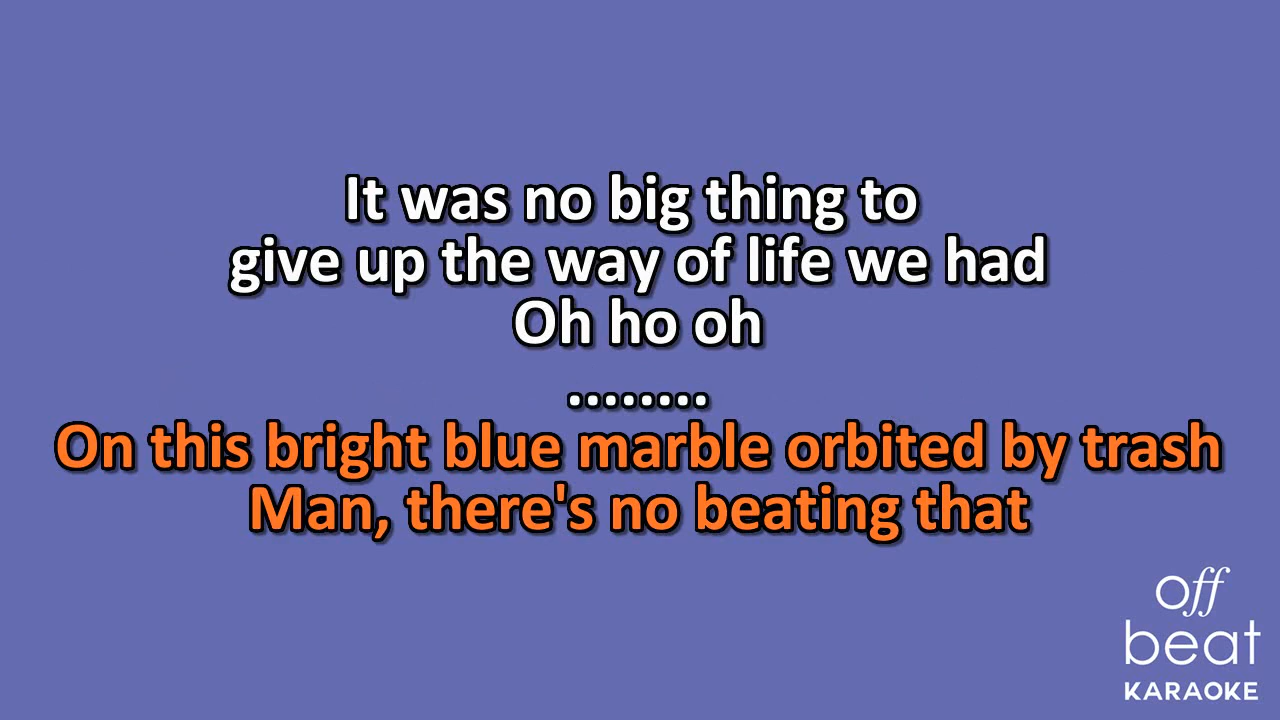 It was no big thing to
give up the way of life we had
Oh ho oh
........
On this bright blue marble orbited by trash
Man, there's no beating that
off
beat
KARAOKE